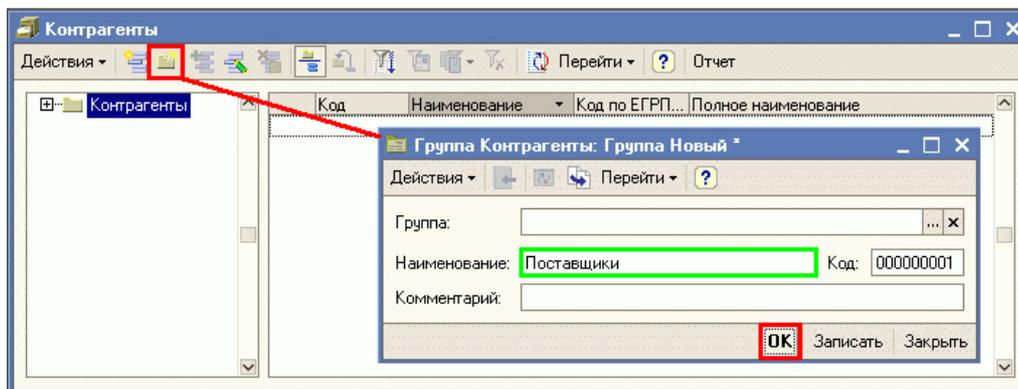 Контрагенты
Действия Перейти ? Отчет
Контрагенты
Код Наименование Код по ЕГРП... Полное наименование
Группа Контрагенты: Группа Новый *
Действия Перейти ?
Группа: ... x
Наименование: Поставщики Код: 000000001
Комментарий:
OK Записать Закрыть